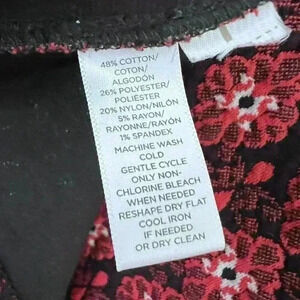 48% COTTON/
COTON/
ALGODÓN
26% POLYESTER/
POLIÉSTER
20% NYLON/NILÓN
5% RAYON/
RAYONNE/RAYÓN
1% SPANDEX
MACHINE WASH
COLD
GENTLE CYCLE
ONLY NON-
CHLORINE BLEACH
WHEN NEEDED
RESHAPE DRY FLAT
COOL IRON
IF NEEDED
OR DRY CLEAN